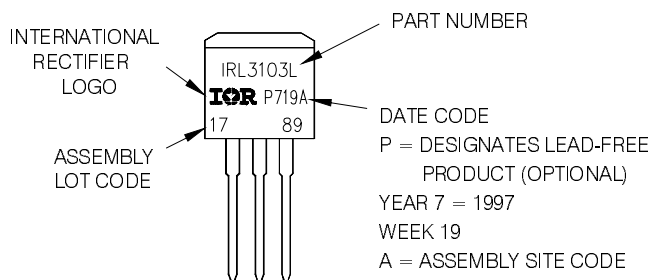 INTERNATIONAL
RECTIFIER
LOGO
ASSEMBLY
LOT CODE
IRL3103L
IOR P719A
17 89
PART NUMBER
DATE CODE
P = DESIGNATES LEAD-FREE
PRODUCT (OPTIONAL)
YEAR 7 = 1997
WEEK 19
A = ASSEMBLY SITE CODE